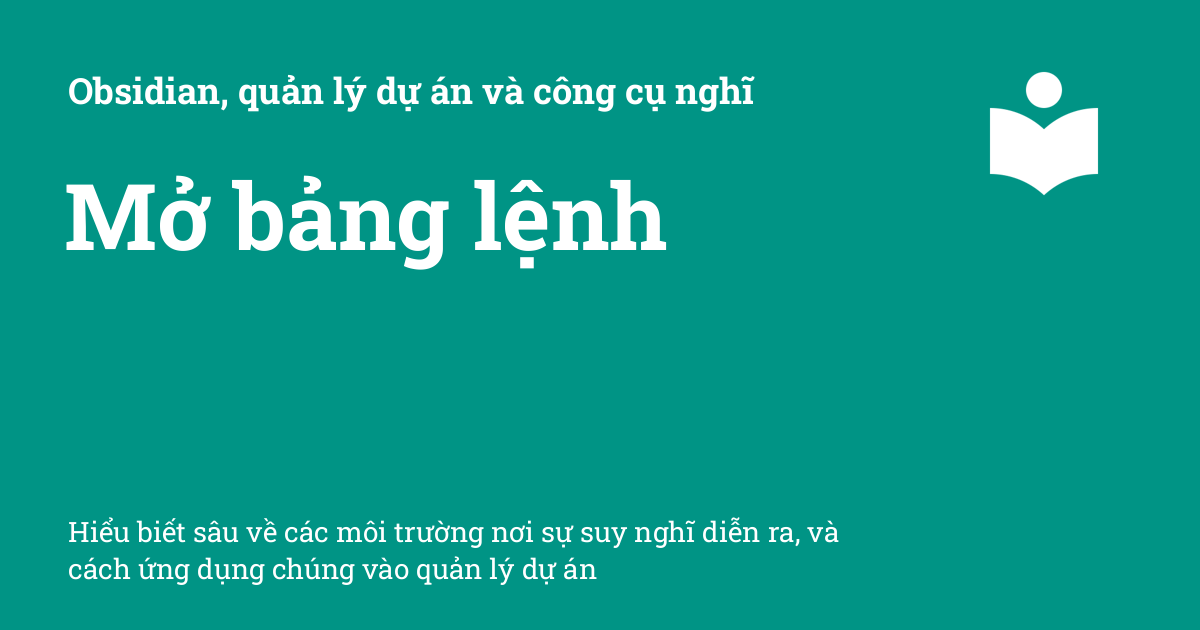 Obsidian, quản lý dự án và công cụ nghĩ
Mở bảng lệnh
Hiểu biết sâu về các môi trường nơi sự suy nghĩ diễn ra, và
cách ứng dụng chúng vào quản lý dự án